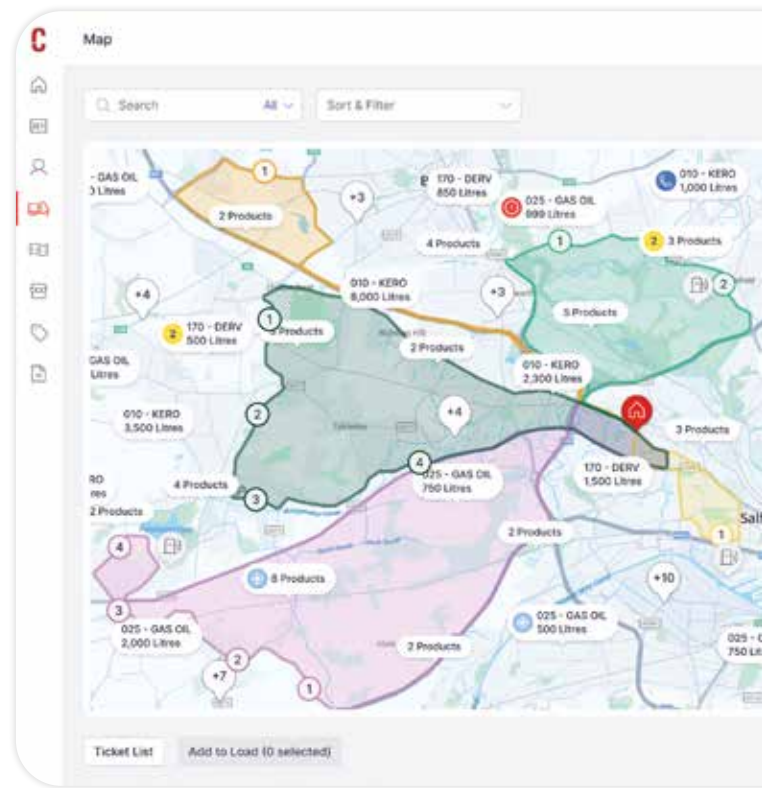 C
Map
Search
All
Sort & Filter
- GAS OIL
1
2 Products
+3
170 - DERV
850 Litres
025 - GAS OIL
999 Litres
010 - KERO
1,000 Litres
4 Products
1
2
3 Products
2
+4
010 - KERO
8,000 Litres
+3
5 Products
1
2
170 - DERV
500 Litres
Products
2 Products
GAS OIL
Litres
010 - KERO
2,300 Litres
010 - KERO
3,500 Litres
2
+4
3 Products
4
025 - GAS OIL
750 Litres
170 - DERV
1,500 Litres
4 Products
3
2 Products
2 Products
Salf
1
4
8 Products
+10
3
025 - GAS OIL
2,000 Litres
025 - GAS OIL
500 Litres
2
2 Products
+7
1
Ticket List
Add to Load (0 selected)